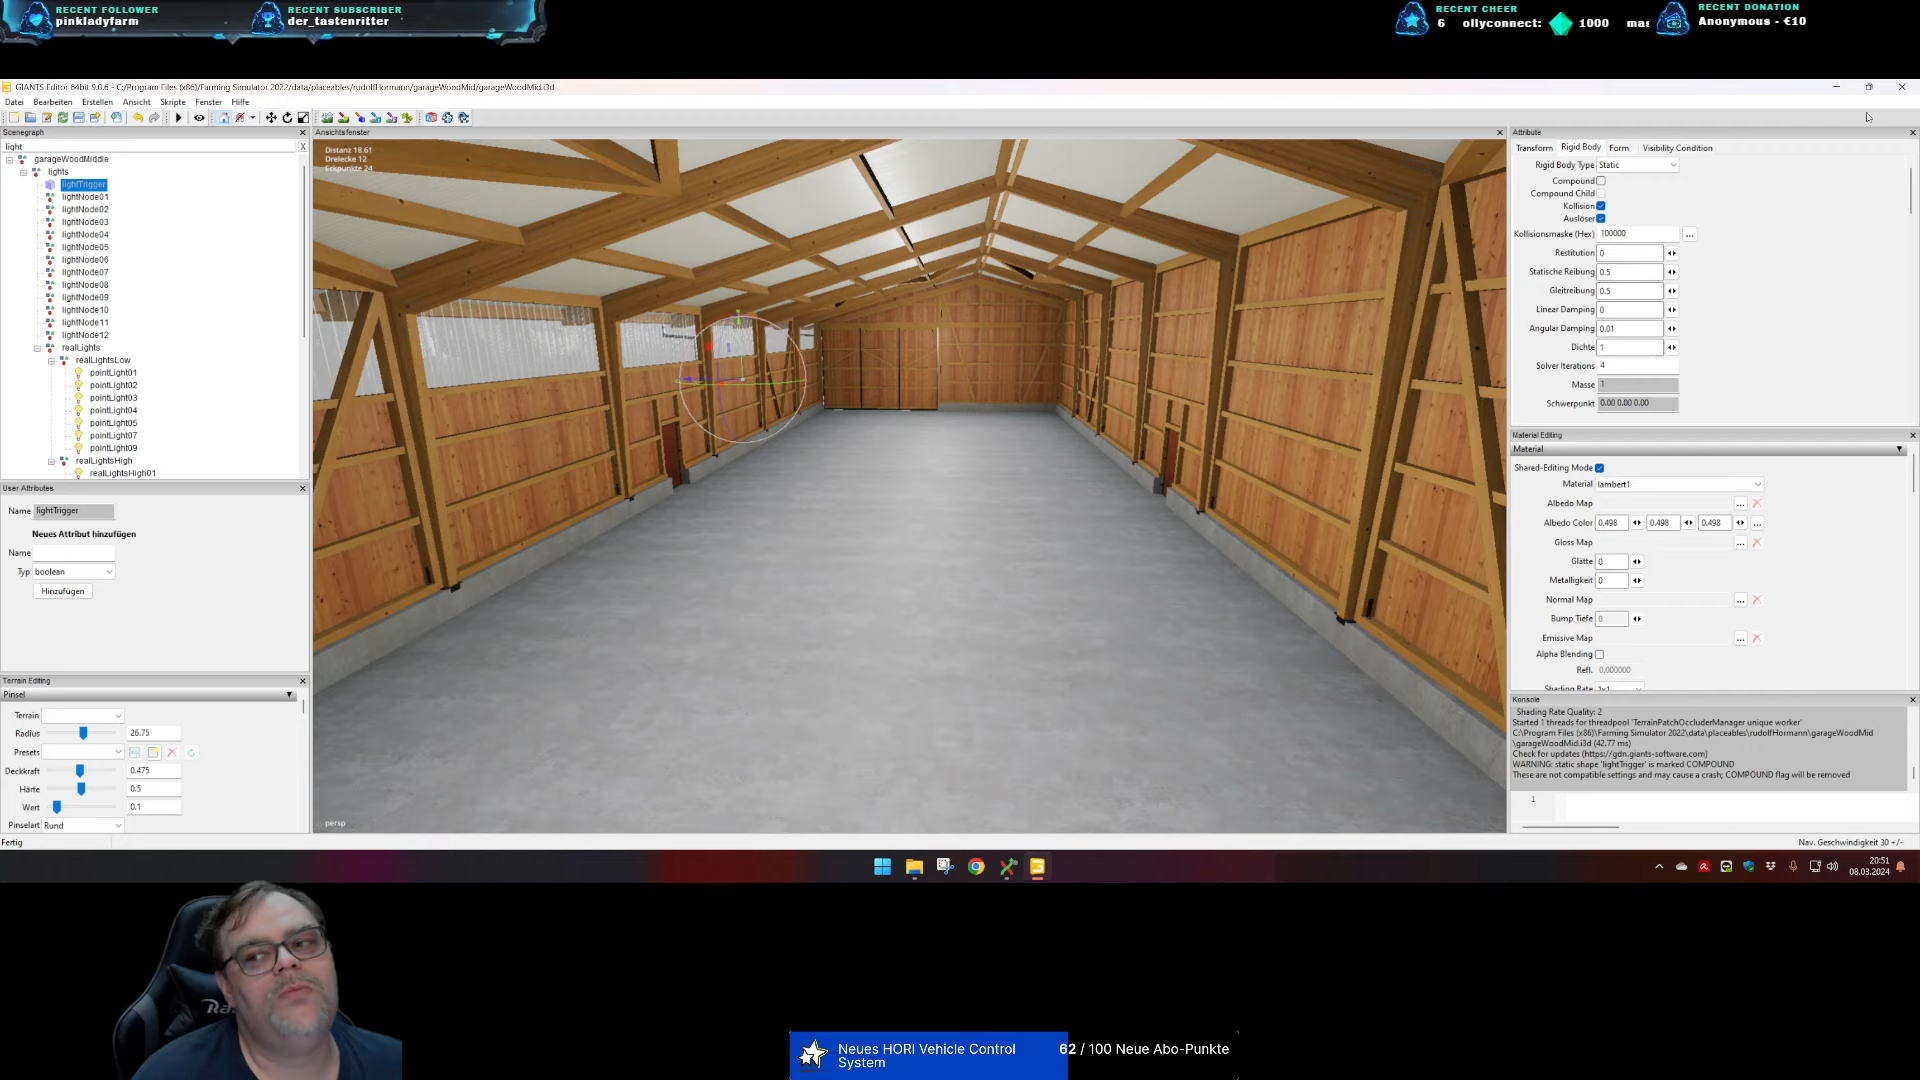 RECENT FOLLOWER
pinkladyfarm
RECENT SUBSCRIBER
der_tastenritter
RECENT CHEER
6 ollyconnect: 1000 mas
RECENT DONATION
Anonymous - €10
GIANTS Editor 64bit 9.0.6 - C:/Program Files (x86)/Farming Simulator 2022/data/placeables/rudolfHormann/garageWoodMid/garageWoodMid.i3d
Datei Bearbeiten Erstellen Ansicht Skripte Fenster Hilfe
Scenegraph
light
X
garageWoodMiddle
lights
lightTrigger
lightNode01
lightNode02
lightNode03
lightNode04
lightNode05
lightNode06
lightNode07
lightNode08
lightNode09
lightNode10
lightNode11
lightNode12
realLights
realLightsLow
pointLight01
pointLight02
pointLight03
pointLight04
pointLight05
pointLight07
pointLight09
realLightsHigh
realLightsHigh01
User Attributes
Name lightTrigger
Neues Attribut hinzufügen
Name
Typ boolean
Hinzufügen
Terrain Editing
Pinsel
Terrain
Radius 26.75
Presets
Deckkraft 0.475
Härte 0.5
Wert 0.1
Pinselart Rund
Fertig
Ansichtsfenster
Distanz 18.61
Dreiecke 12
Eckpunkte 24
persp
Attribute
Transform Rigid Body Form Visibility Condition
Rigid Body Type Static
Compound
Compound Child
Kollision
Auslöser
Kollisionsmaske (Hex) 100000 ...
Restitution 0
Statische Reibung 0.5
Gleitreibung 0.5
Linear Damping 0
Angular Damping 0.01
Dichte 1
Solver Iterations 4
Masse 1
Schwerpunkt 0.00 0.00 0.00
Material Editing
Material
Shared-Editing Mode
Material lambert1
Albedo Map ...
Albedo Color 0.498 0.498 0.498 ...
Gloss Map ...
Glätte 0
Metalligkeit 0
Normal Map ...
Bump Tiefe 0
Emissive Map ...
Alpha Blending
Refl. 0.000000
Shading Rate 1x1
Konsole
Shading Rate Quality: 2
Started 1 threads for threadpool 'TerrainPatchOccluderManager unique worker'
C:\Program Files (x86)\Farming Simulator 2022\data\placeables\rudolfHormann\garageWoodMid
\garageWoodMid.i3d (42.77 ms)
Check for updates (https://gdn.giants-software.com)
WARNING: static shape 'lightTrigger' is marked COMPOUND
These are not compatible settings and may cause a crash; COMPOUND flag will be removed
1
Nav. Geschwindigkeit 30 +/-
20:51
08.03.2024
Neues HORI Vehicle Control
System
62 / 100 Neue Abo-Punkte